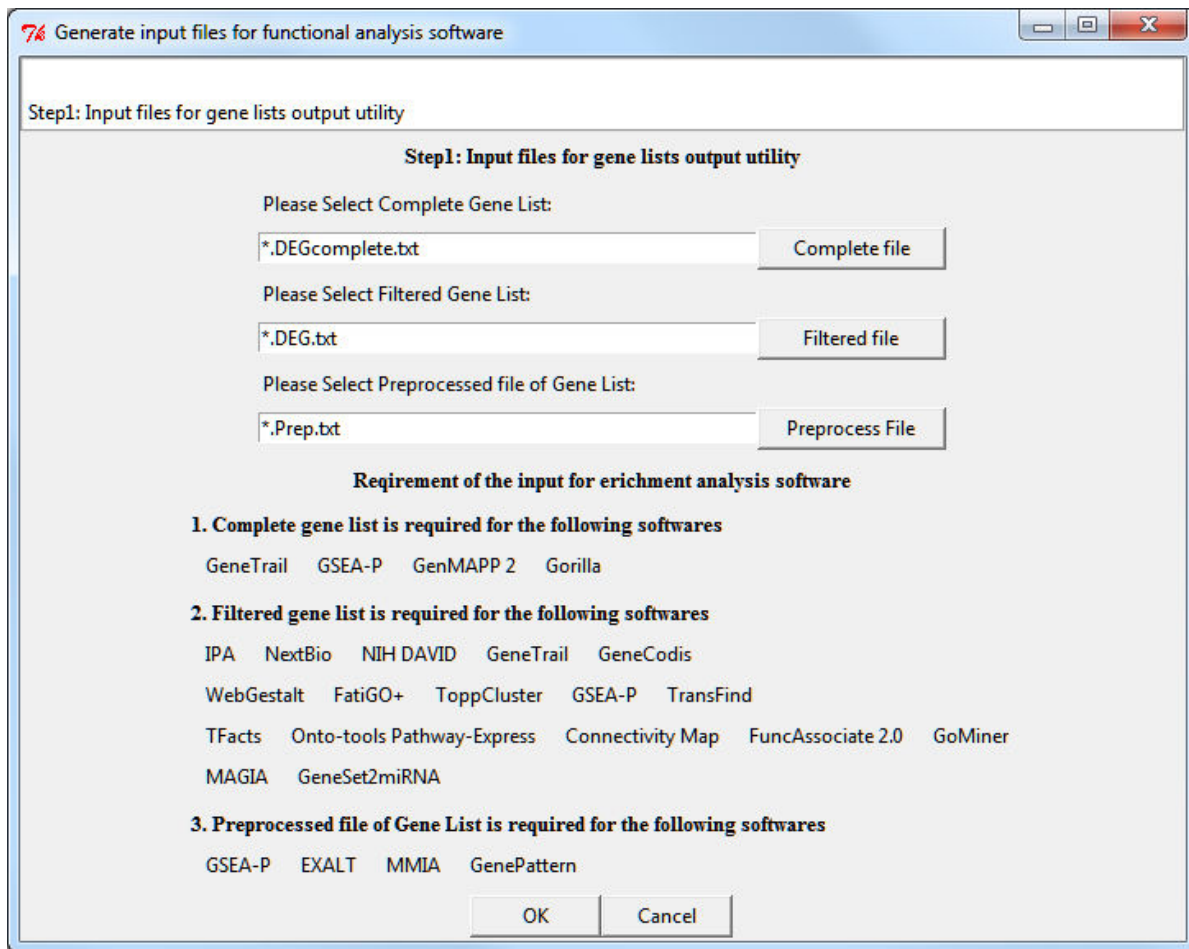 Generate input files for functional analysis software
Step1: Input files for gene lists output utility
Step1: Input files for gene lists output utility
Please Select Complete Gene List:
*.DEGcomplete.txt Complete file
Please Select Filtered Gene List:
*.DEG.txt Filtered file
Please Select Preprocessed file of Gene List:
*.Prep.txt Preprocess File
Reqirement of the input for erichment analysis software
1. Complete gene list is required for the following softwares
GeneTrail GSEA-P GenMAPP 2 Gorilla
2. Filtered gene list is required for the following softwares
IPA NextBio NIH DAVID GeneTrail GeneCodis
WebGestalt FatiGO+ ToppCluster GSEA-P TransFind
TFacts Onto-tools Pathway-Express Connectivity Map FuncAssociate 2.0 GoMiner
MAGIA GeneSet2miRNA
3. Preprocessed file of Gene List is required for the following softwares
GSEA-P EXALT MMIA GenePattern
OK Cancel